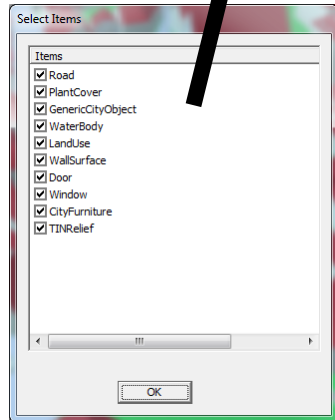 Select Items
Items
Road
PlantCover
GenericCityObject
WaterBody
LandUse
WallSurface
Door
Window
CityFurniture
TINRelief
OK